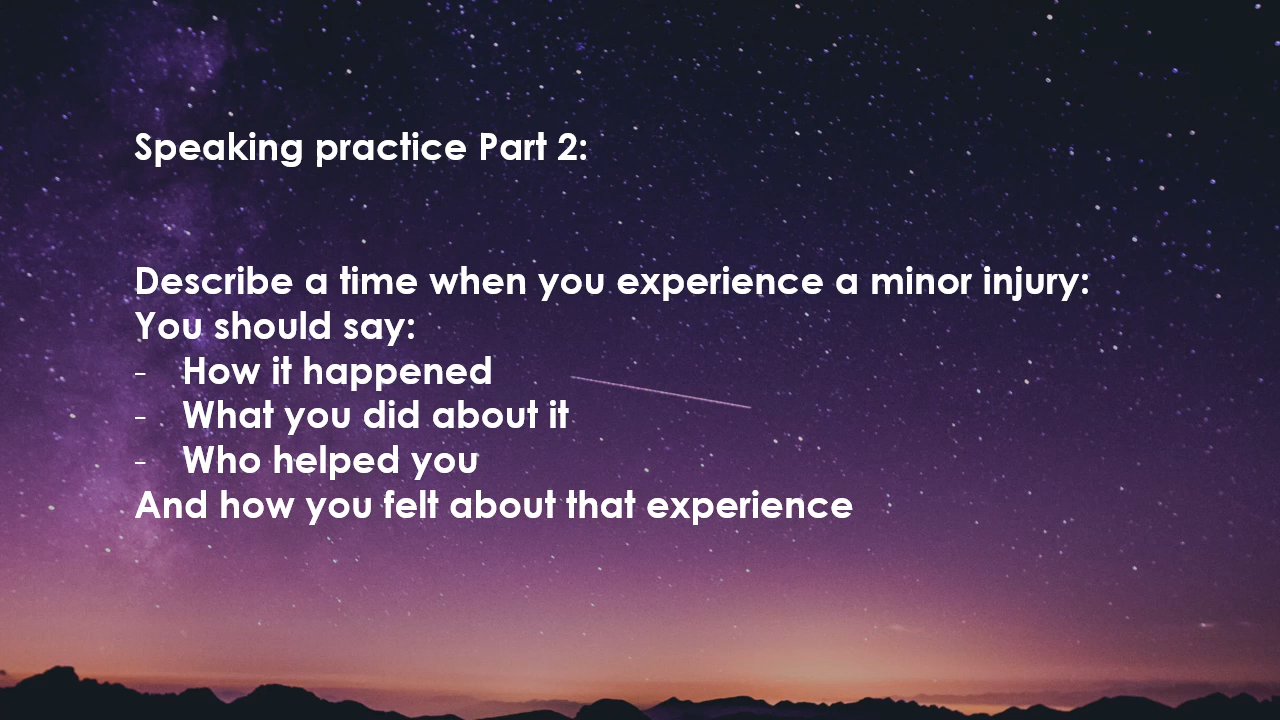 Speaking practice Part 2:
Describe a time when you experience a minor injury:
You should say:
- How it happened
- What you did about it
- Who helped you
And how you felt about that experience